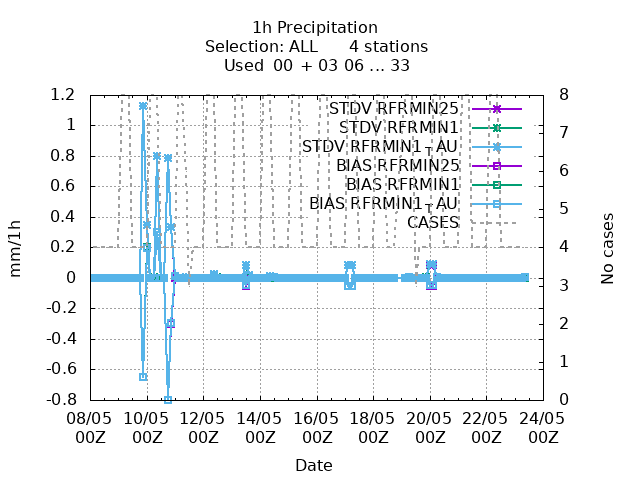 1h Precipitation
Selection: ALL 4 stations
Used 00 + 03 06 ... 33
STDV RFRMIN25
STDV RFRMIN1
STDV RFRMIN1_AU
BIAS RFRMIN25
BIAS RFRMIN1
BIAS RFRMIN1_AU
CASES
1.2
1
0.8
0.6
0.4
0.2
0
-0.2
-0.4
-0.6
-0.8
mm/1h
8
7
6
5
4
3
2
1
0
No cases
08/05 10/05 12/05 14/05 16/05 18/05 20/05 22/05 24/05
00Z 00Z 00Z 00Z 00Z 00Z 00Z 00Z 00Z
Date